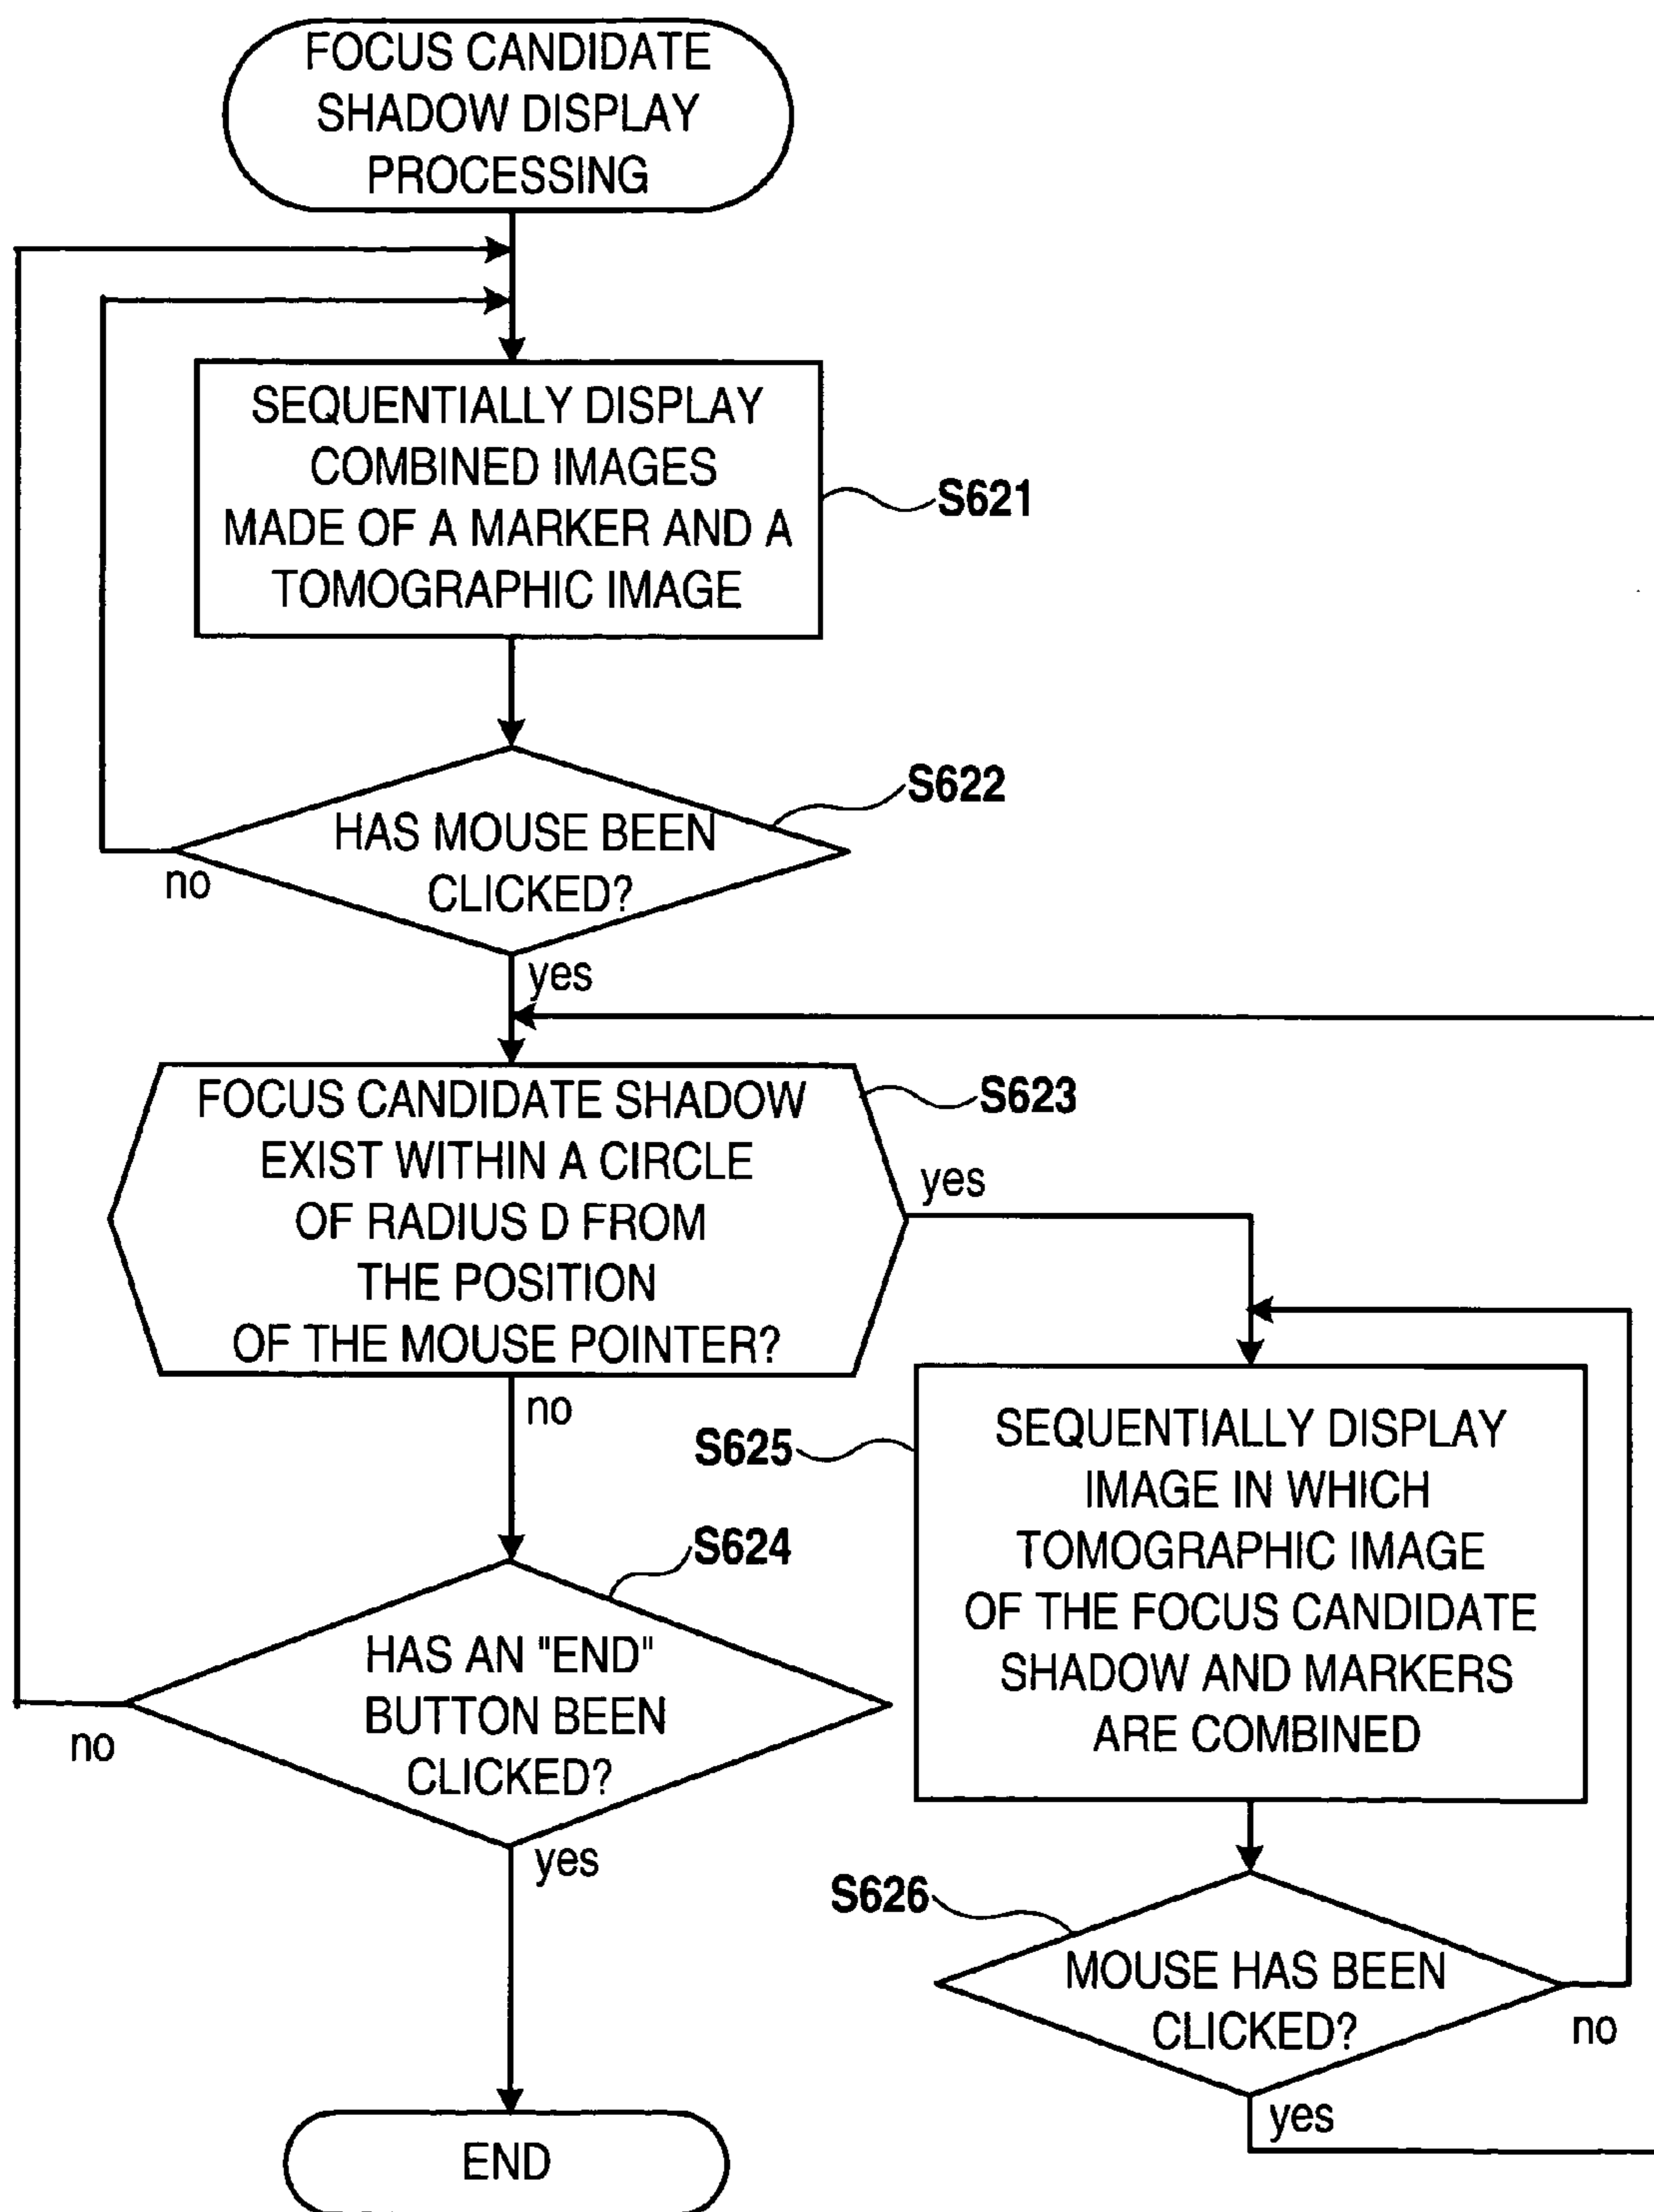 FOCUS CANDIDATE
SHADOW DISPLAY
PROCESSING
SEQUENTIALLY DISPLAY
COMBINED IMAGES
MADE OF A MARKER AND A
TOMOGRAPHIC IMAGE
S621
S622
HAS MOUSE BEEN
CLICKED?
no
yes
FOCUS CANDIDATE SHADOW
EXIST WITHIN A CIRCLE
OF RADIUS D FROM
THE POSITION
OF THE MOUSE POINTER?
S623
yes
no
S624
HAS AN "END"
BUTTON BEEN
CLICKED?
no
yes
S625
SEQUENTIALLY DISPLAY
IMAGE IN WHICH
TOMOGRAPHIC IMAGE
OF THE FOCUS CANDIDATE
SHADOW AND MARKERS
ARE COMBINED
S626
MOUSE HAS BEEN
CLICKED?
no
yes
END